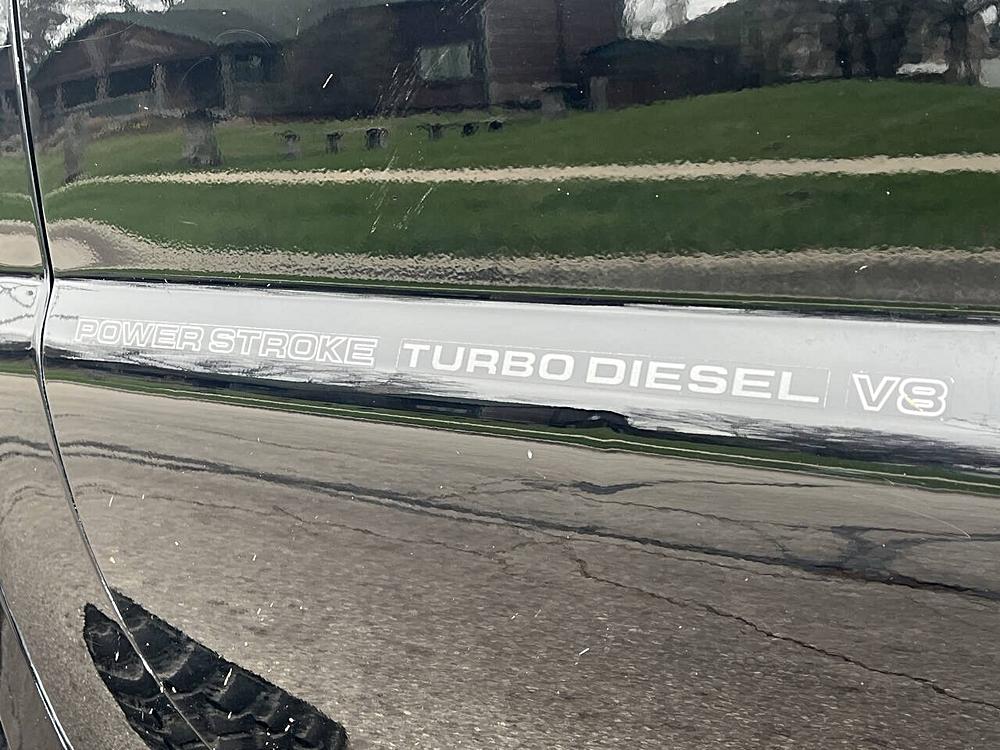 POWER STROKE TURBO DIESEL V8